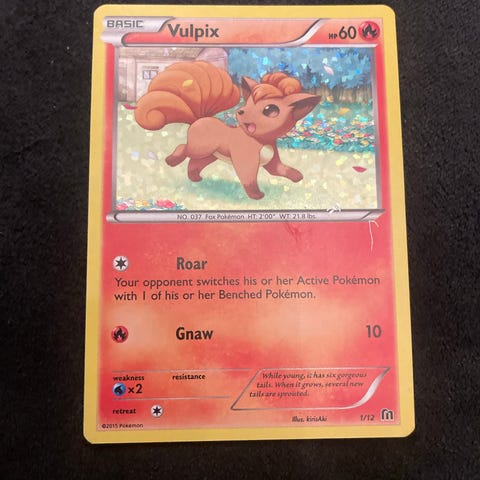 BASIC
Vulpix
HP 60
NO. 037 Fox Pokémon HT: 2'00" WT: 21.8 lbs.
Roar
Your opponent switches his or her Active Pokémon
with 1 of his or her Benched Pokémon.
Gnaw 10
weakness resistance
×2
While young, it has six gorgeous
tails. When it grows, several new
tails are sprouted.
retreat
Illus. kirisAki
1/12
©2015 Pokémon